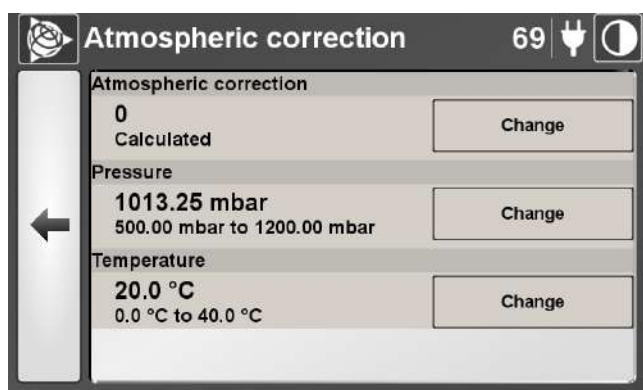 Atmospheric correction 69
Atmospheric correction
0
Calculated
Change
Pressure
1013.25 mbar
500.00 mbar to 1200.00 mbar
Change
Temperature
20.0 °C
0.0 °C to 40.0 °C
Change